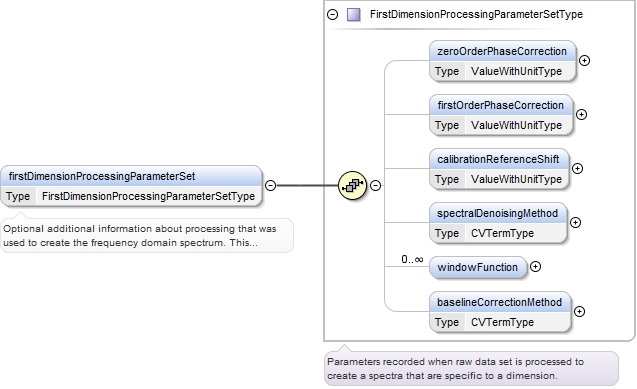 FirstDimensionProcessingParameterSetType
zeroOrderPhaseCorrection
Type ValueWithUnitType
firstOrderPhaseCorrection
Type ValueWithUnitType
calibrationReferenceShift
Type ValueWithUnitType
firstDimensionProcessingParameterSet
Type FirstDimensionProcessingParameterSetType
Optional additional information about processing that was
used to create the frequency domain spectrum. This...
spectralDenoisingMethod
Type CVTermType
0..∞
windowFunction
baselineCorrectionMethod
Type CVTermType
Parameters recorded when raw data set is processed to
create a spectra that are specific to a dimension.